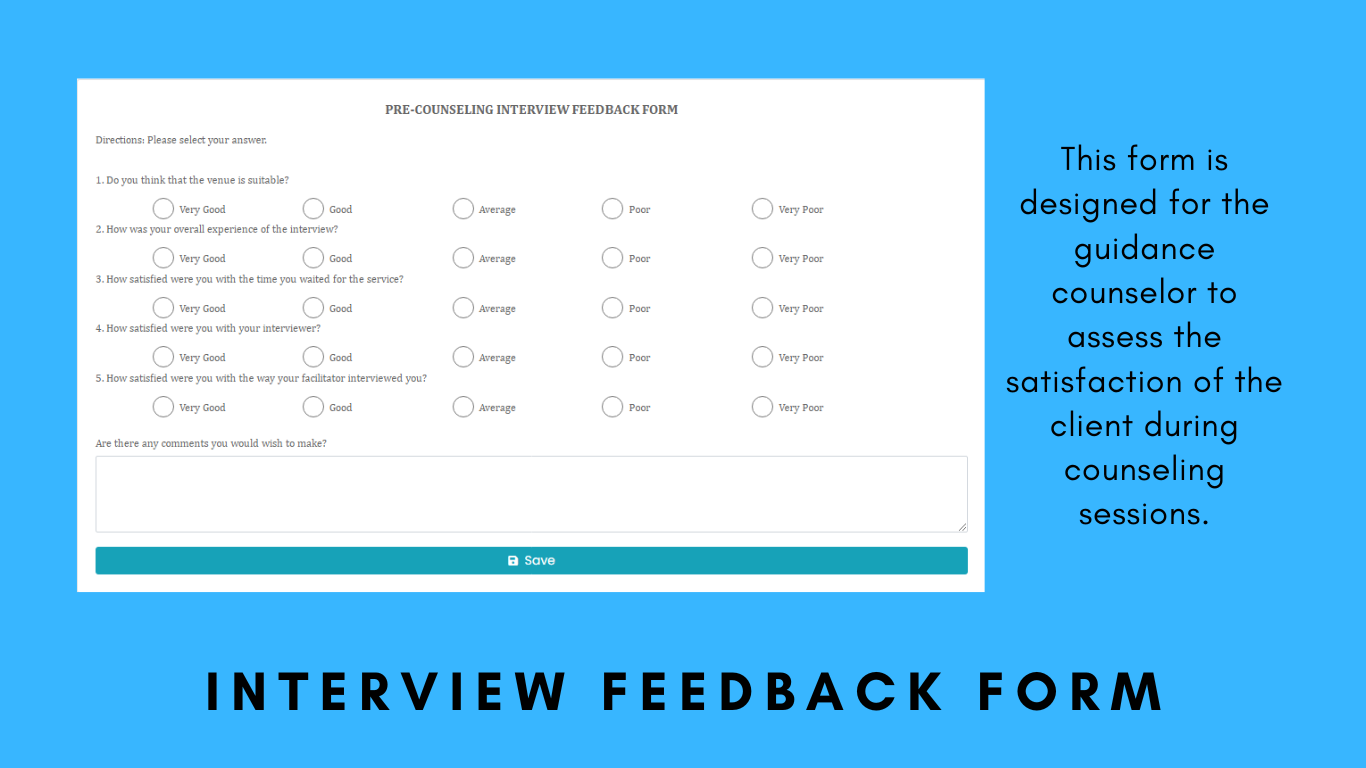 PRE-COUNSELING INTERVIEW FEEDBACK FORM
Directions: Please select your answer.
1. Do you think that the venue is suitable?
Very Good Good Average Poor Very Poor
2. How was your overall experience of the interview?
Very Good Good Average Poor Very Poor
3. How satisfied were you with the time you waited for the service?
Very Good Good Average Poor Very Poor
4. How satisfied were you with your interviewer?
Very Good Good Average Poor Very Poor
5. How satisfied were you with the way your facilitator interviewed you?
Very Good Good Average Poor Very Poor
Are there any comments you would wish to make?
Save
This form is
designed for the
guidance
counselor to
assess the
satisfaction of the
client during
counseling
sessions.
INTERVIEW FEEDBACK FORM